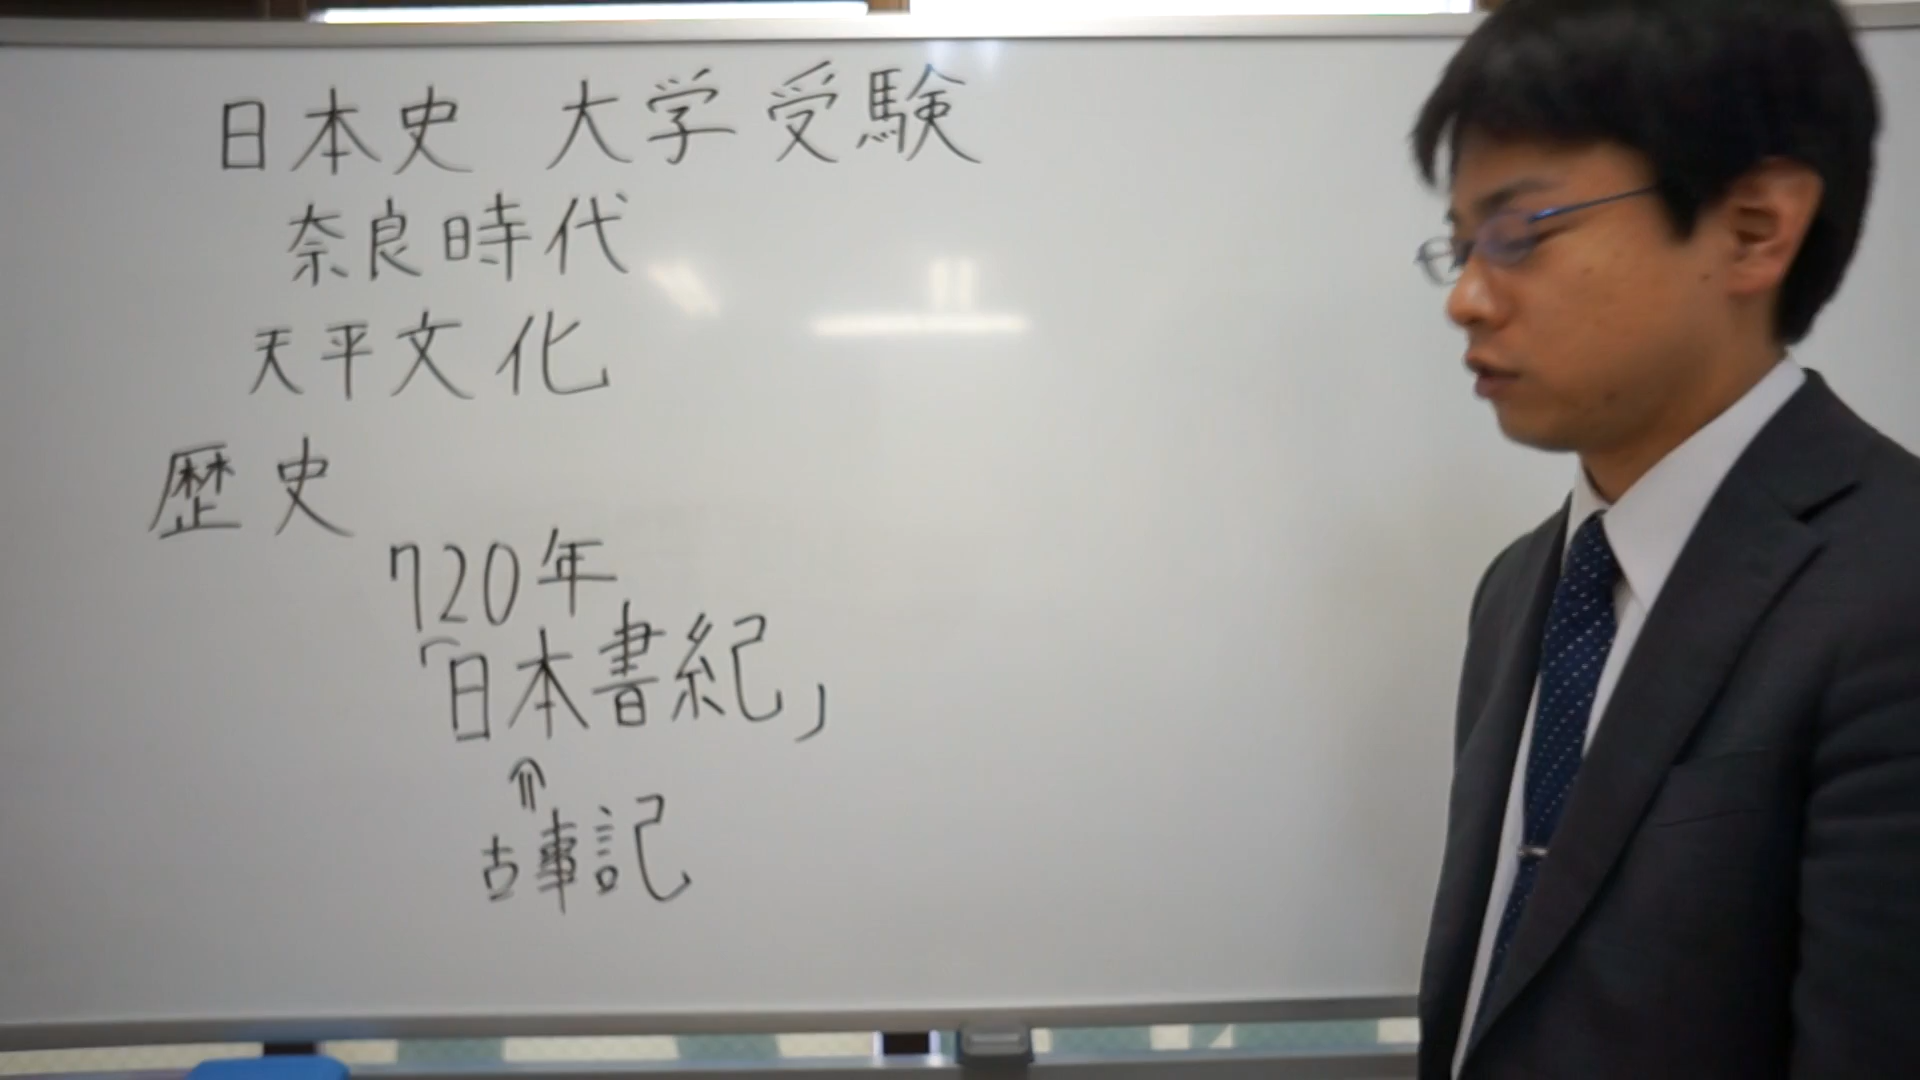 日本史 大学受験
奈良時代
天平文化
歴史
720年
「日本書紀」
⇑
古事記